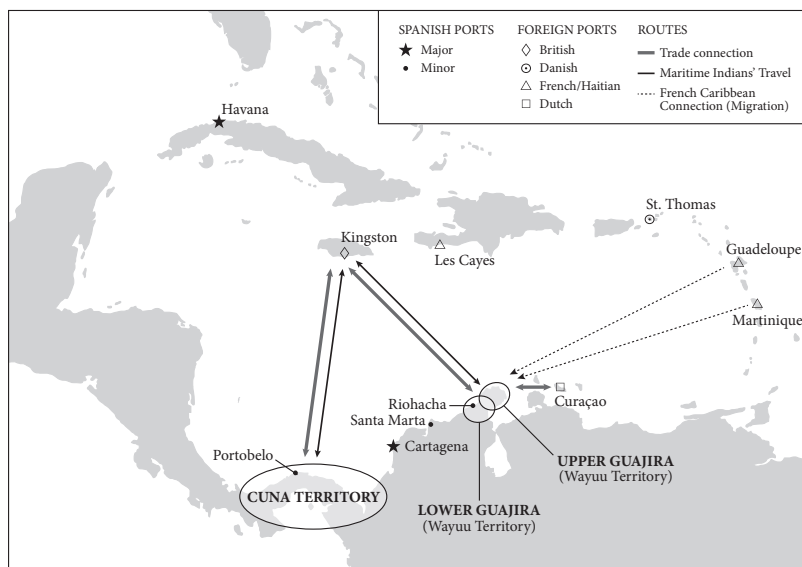 SPANISH PORTS
Major
Minor
FOREIGN PORTS
British
Danish
French/Haitian
Dutch
ROUTES
Trade connection
Maritime Indians' Travel
French Caribbean
Connection (Migration)
Havana
St. Thomas
Kingston
Les Cayes
Guadeloupe
Martinique
Riohacha
Curaçao
Santa Marta
Cartagena
Portobelo
UPPER GUAJIRA
(Wayuu Territory)
CUNA TERRITORY
LOWER GUAJIRA
(Wayuu Territory)